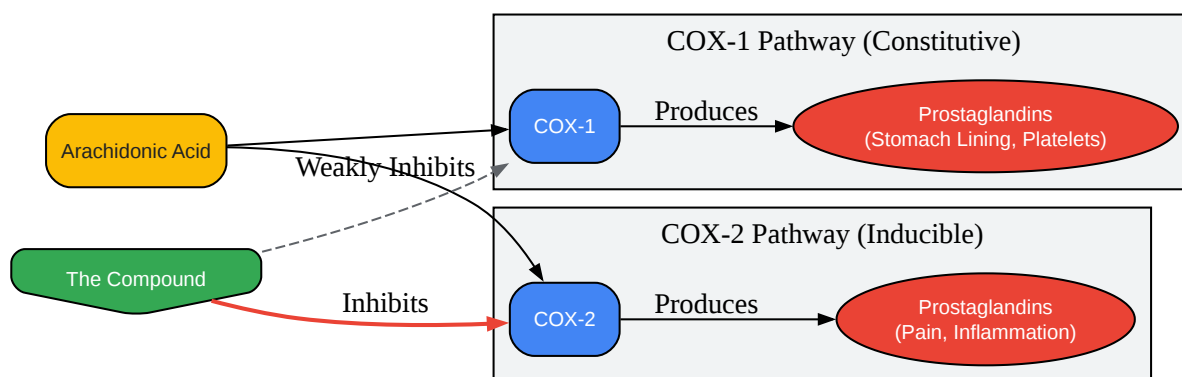 COX-1 Pathway (Constitutive)
Arachidonic Acid
COX-1
Produces
Prostaglandins
(Stomach Lining, Platelets)
Weakly Inhibits
COX-2 Pathway (Inducible)
The Compound
Inhibits
COX-2
Produces
Prostaglandins
(Pain, Inflammation)